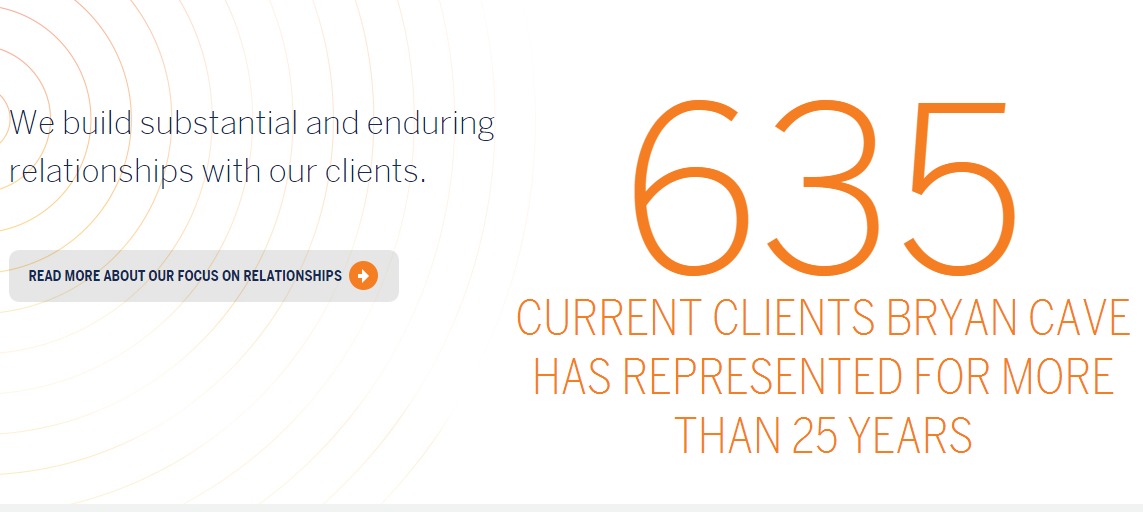 We build substantial and enduring
relationships with our clients.
READ MORE ABOUT OUR FOCUS ON RELATIONSHIPS
635
CURRENT CLIENTS BRYAN CAVE
HAS REPRESENTED FOR MORE
THAN 25 YEARS